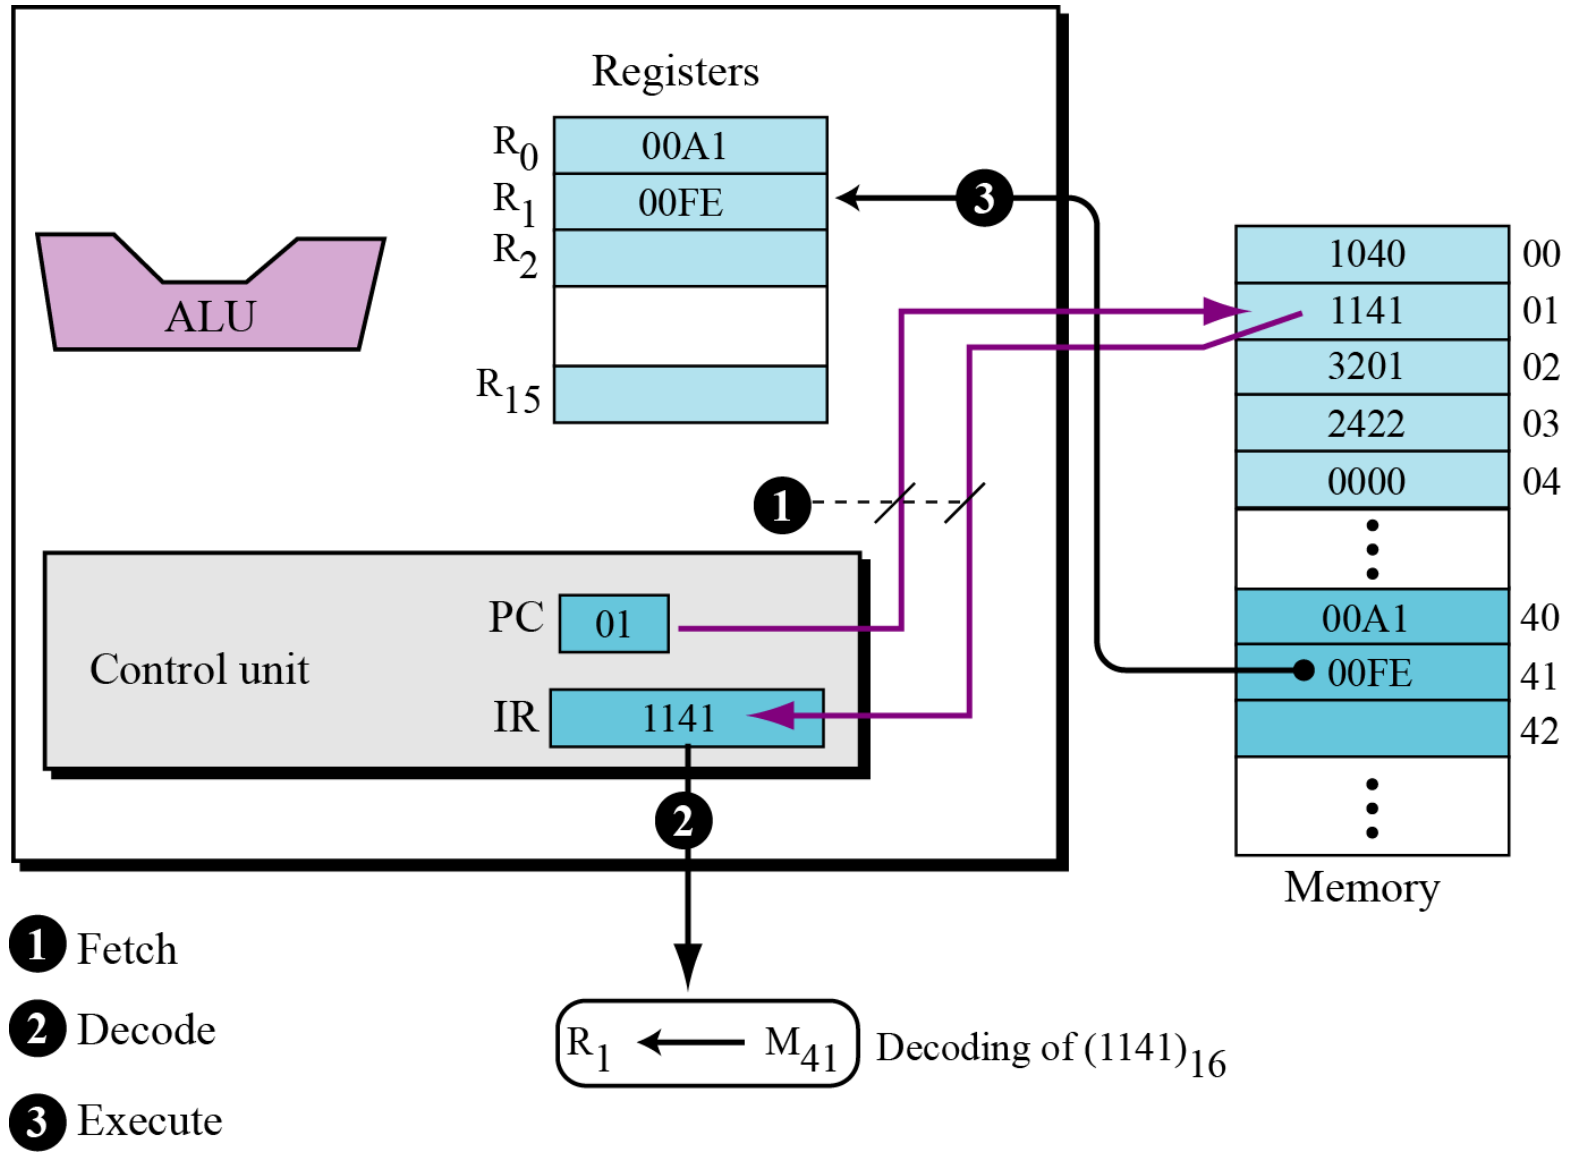 Registers
R0 00A1
R1 00FE
R2
R15
ALU
3
1
Control unit
PC 01
IR 1141
2
1040 00
1141 01
3201 02
2422 03
0000 04
00A1 40
00FE 41
42
Memory
1 Fetch
2 Decode
3 Execute
R1 ← M41
Decoding of (1141)16